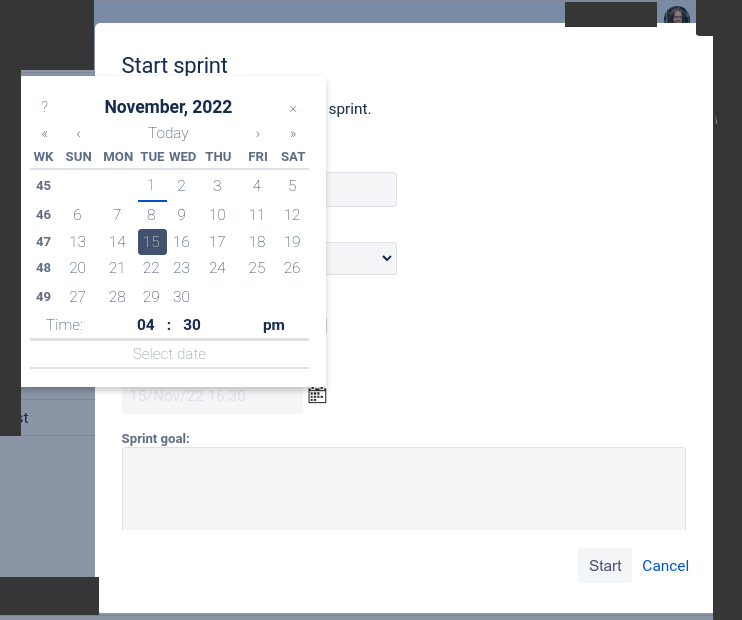 Start sprint
sprint.
? November, 2022 ×
« ‹ Today › »
WK SUN MON TUE WED THU FRI SAT
45 1 2 3 4 5
46 6 7 8 9 10 11 12
47 13 14 15 16 17 18 19
48 20 21 22 23 24 25 26
49 27 28 29 30
Time: 04 : 30 pm
Select date
15/Nov/22 16:30
st
Sprint goal:
Start Cancel